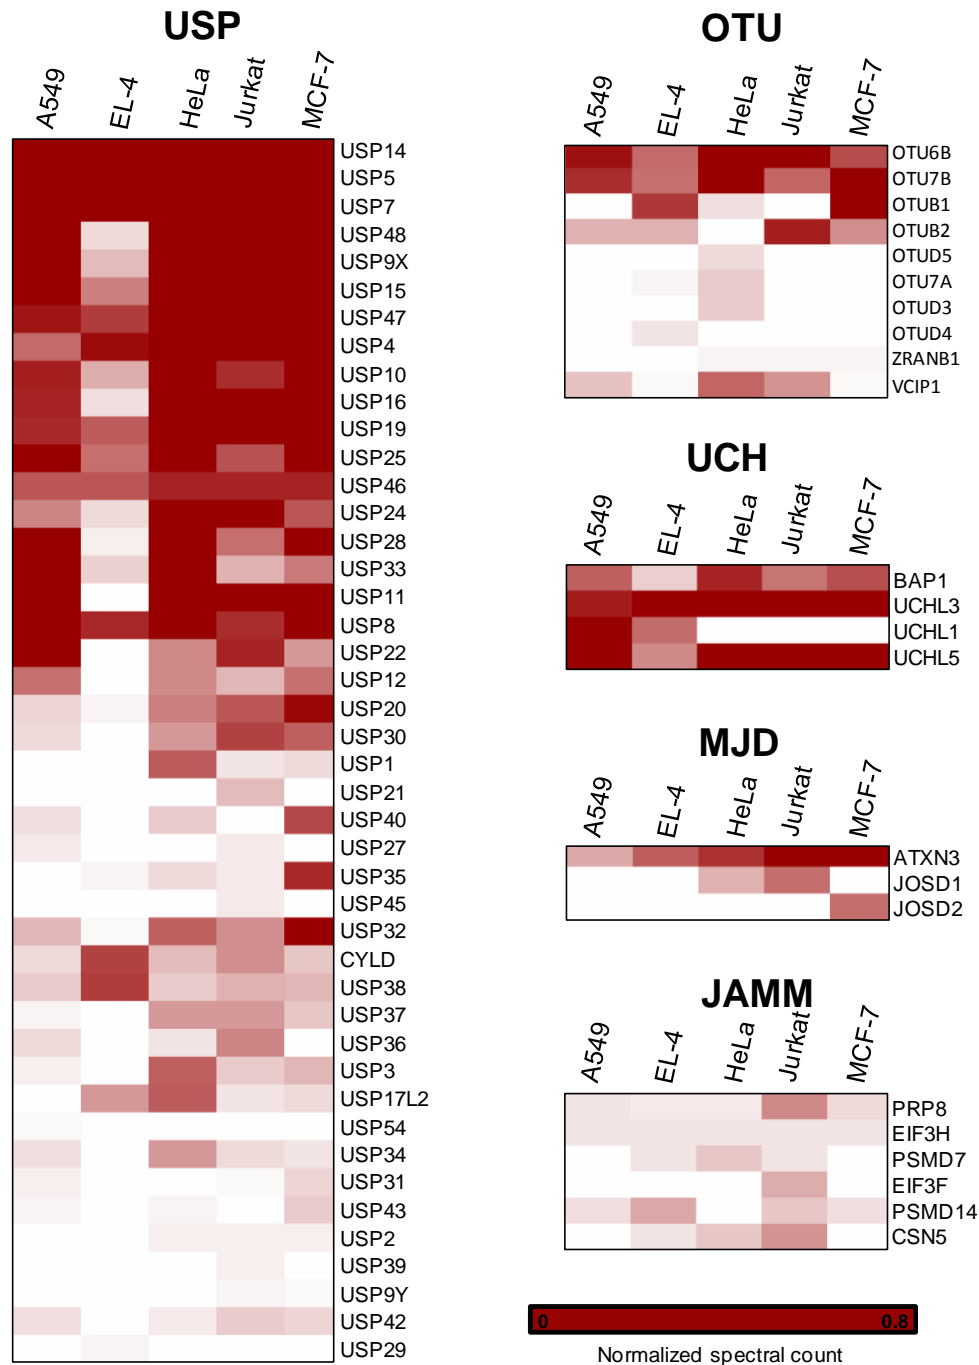 USP
A549 EL-4 HeLa Jurkat MCF-7
USP14
USP5
USP7
USP48
USP9X
USP15
USP47
USP4
USP10
USP16
USP19
USP25
USP46
USP24
USP28
USP33
USP11
USP8
USP22
USP12
USP20
USP30
USP1
USP21
USP40
USP27
USP35
USP45
USP32
CYLD
USP38
USP37
USP36
USP3
USP17L2
USP54
USP34
USP31
USP43
USP2
USP39
USP9Y
USP42
USP29
OTU
A549 EL-4 HeLa Jurkat MCF-7
OTU6B
OTU7B
OTUB1
OTUB2
OTUD5
OTU7A
OTUD3
OTUD4
ZRANB1
VCIP1
UCH
A549 EL-4 HeLa Jurkat MCF-7
BAP1
UCHL3
UCHL1
UCHL5
MJD
A549 EL-4 HeLa Jurkat MCF-7
ATXN3
JOSD1
JOSD2
JAMM
A549 EL-4 HeLa Jurkat MCF-7
PRP8
EIF3H
PSMD7
EIF3F
PSMD14
CSN5
0 0.8
Normalized spectral count